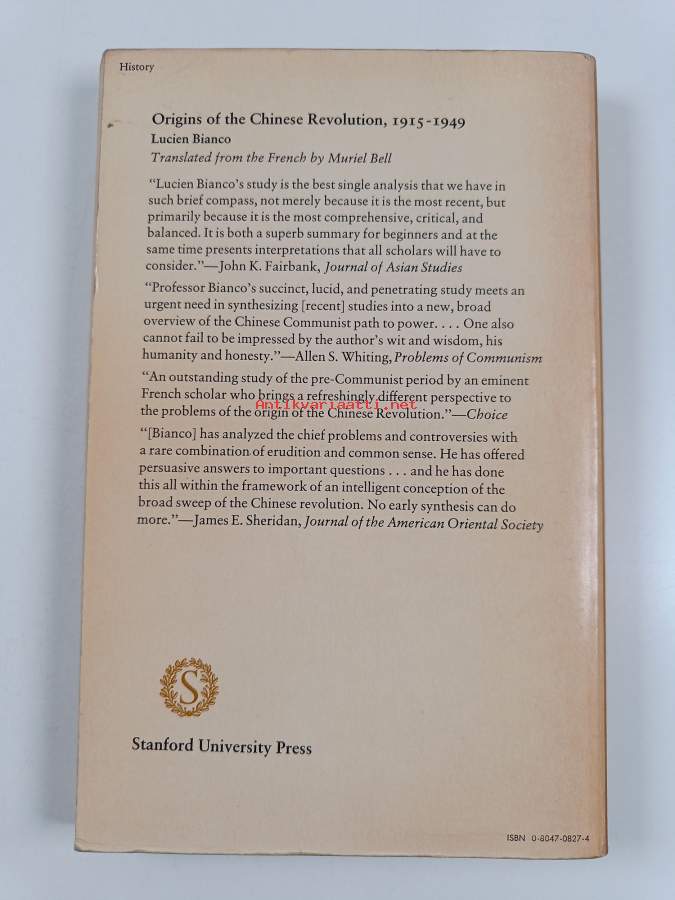 History
Origins of the Chinese Revolution, 1915-1949
Lucien Bianco
Translated from the French by Muriel Bell
“Lucien Bianco’s study is the best single analysis that we have in
such brief compass, not merely because it is the most recent, but
primarily because it is the most comprehensive, critical, and
balanced. It is both a superb summary for beginners and at the
same time presents interpretations that all scholars will have to
consider.”—John K. Fairbank, Journal of Asian Studies
“Professor Bianco’s succinct, lucid, and penetrating study meets an
urgent need in synthesizing [recent] studies into a new, broad
overview of the Chinese Communist path to power. . . . One also
cannot fail to be impressed by the author’s wit and wisdom, his
humanity and honesty.”—Allen S. Whiting, Problems of Communism
“An outstanding study of the pre-Communist period by an eminent
French scholar who brings a refreshingly different perspective to
Antikvariaatti.net
the problems of the origin of the Chinese Revolution.”—Choice
“[Bianco] has analyzed the chief problems and controversies with
a rare combination of erudition and common sense. He has offered
persuasive answers to important questions . . . and he has done
this all within the framework of an intelligent conception of the
broad sweep of the Chinese revolution. No early synthesis can do
more.”—James E. Sheridan, Journal of the American Oriental Society
S
Stanford University Press
ISBN 0-8047-0827-4